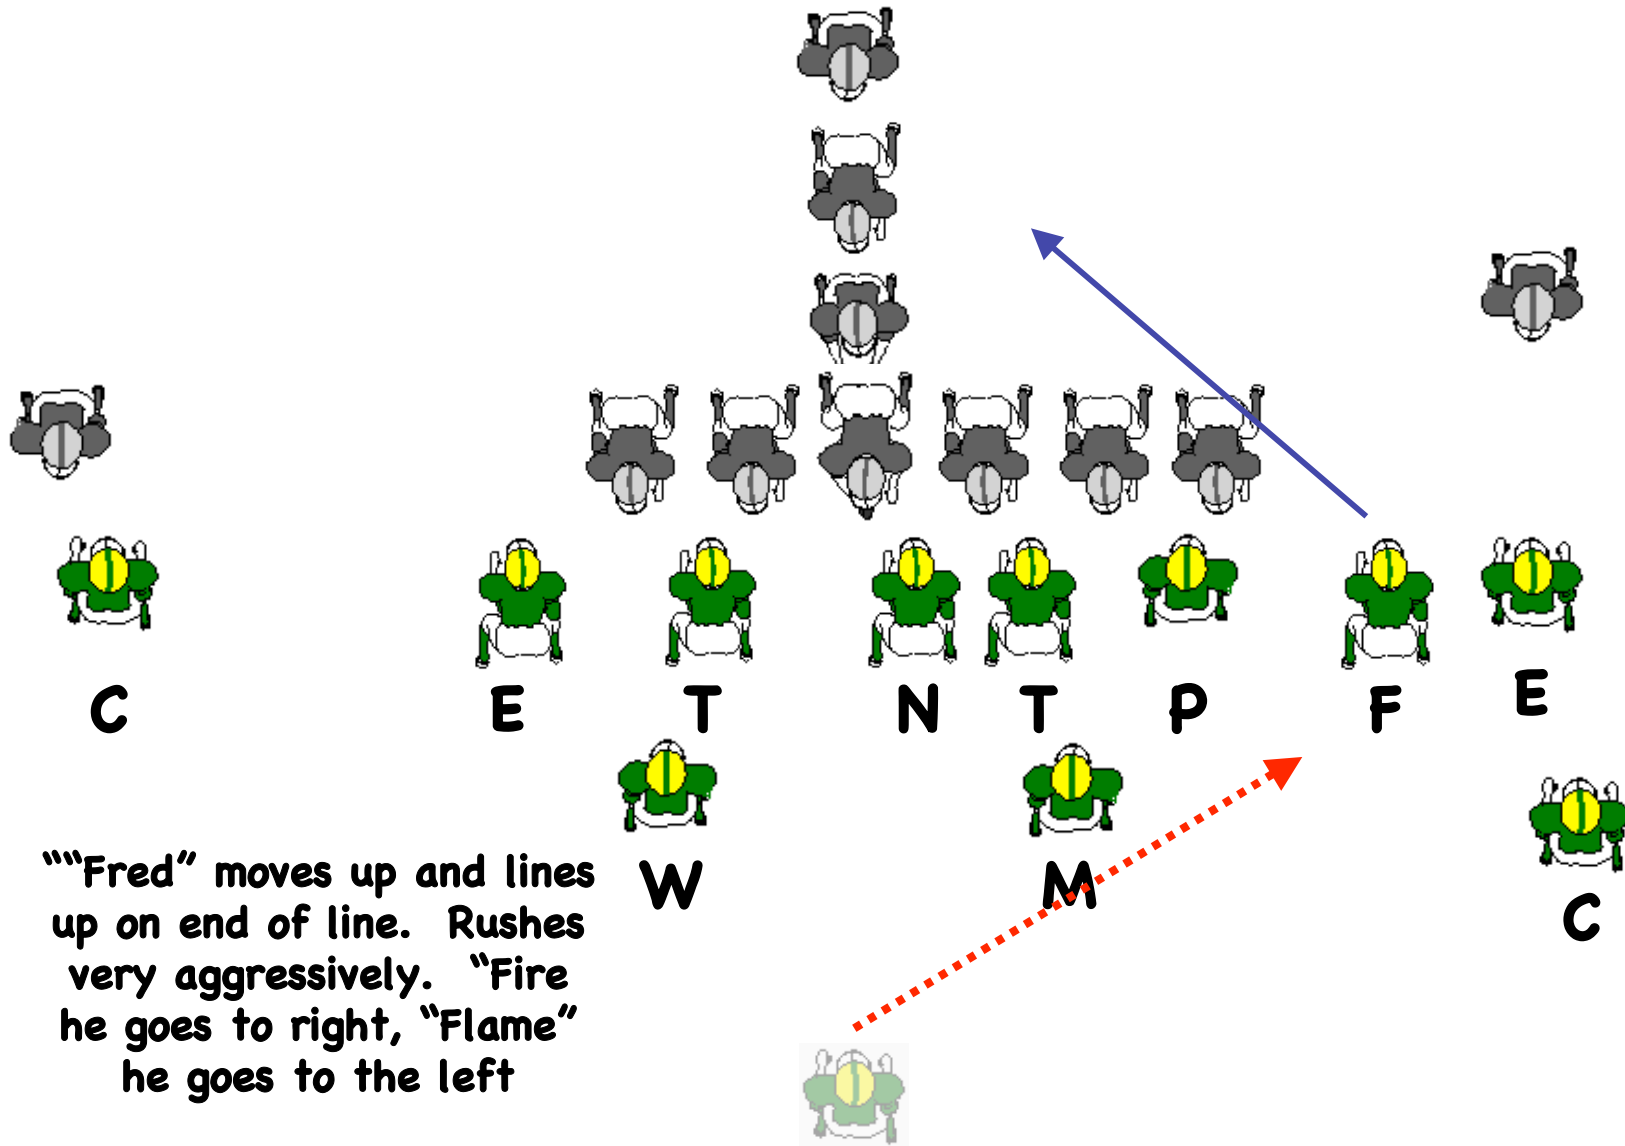 C E T N T P F E
W M C
““Fred” moves up and lines
up on end of line. Rushes
very aggressively. “Fire
he goes to right, “Flame”
he goes to the left